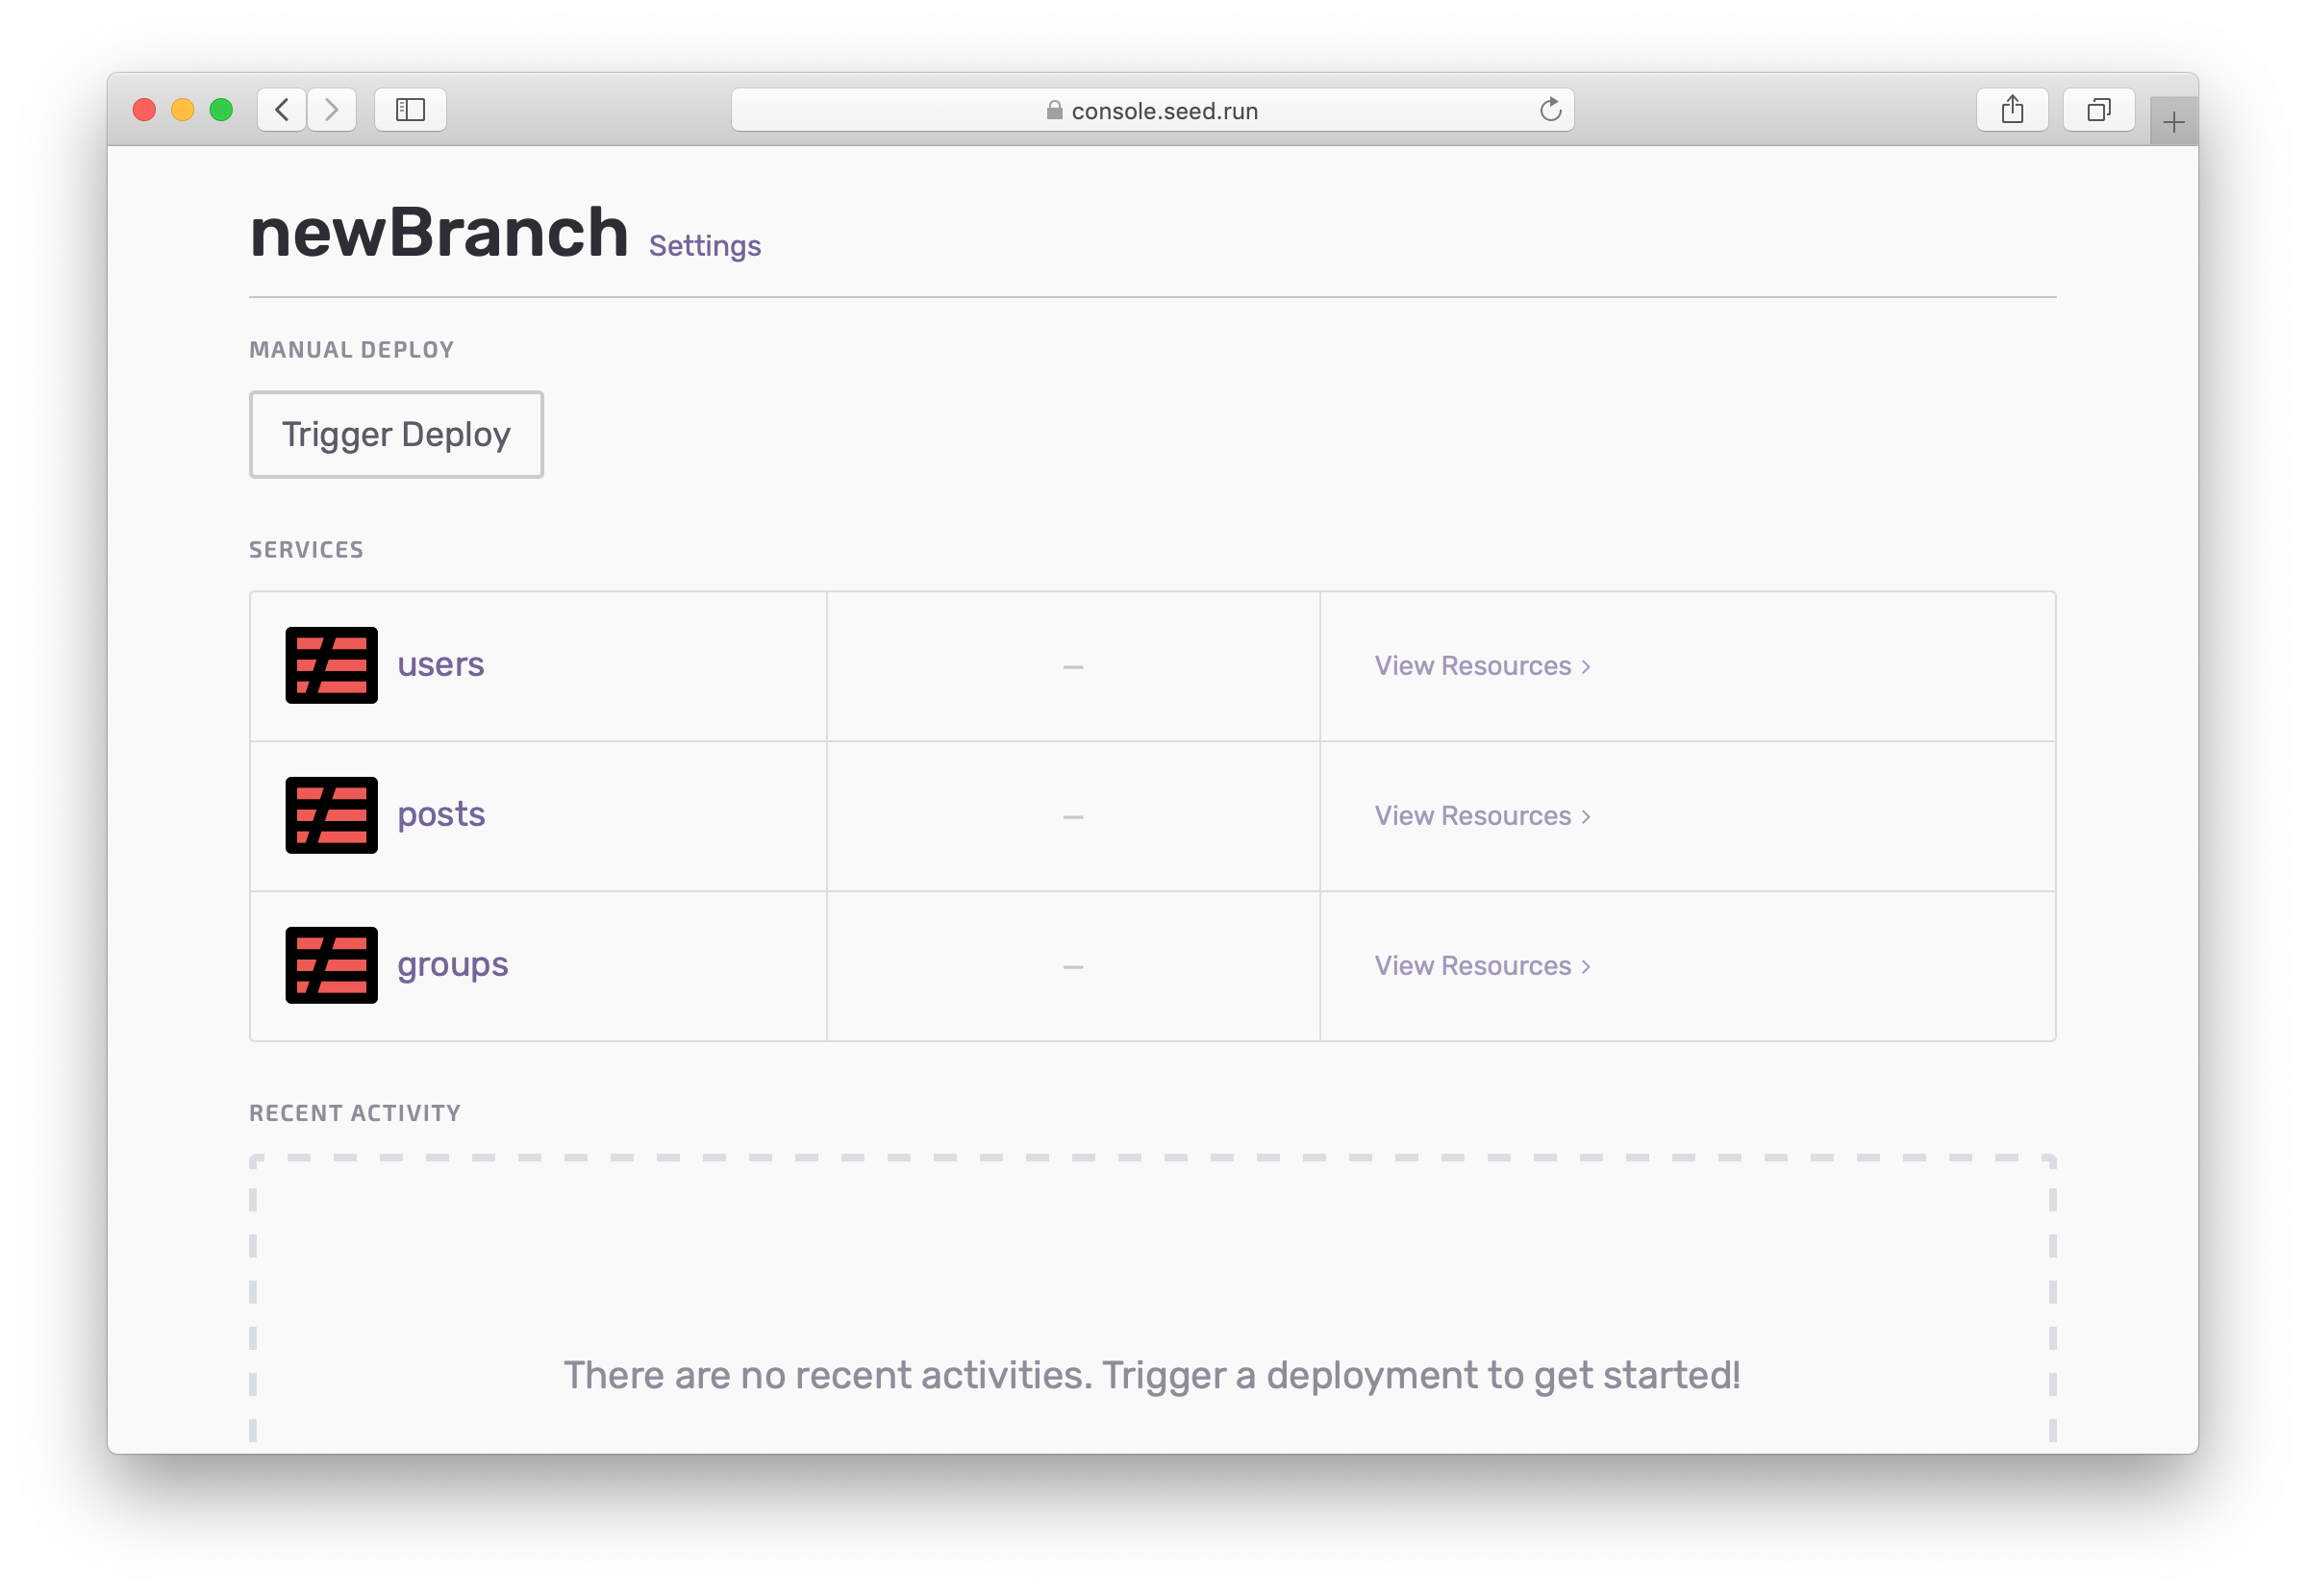 console.seed.run
newBranch Settings
MANUAL DEPLOY
Trigger Deploy
SERVICES
users – View Resources >
posts – View Resources >
groups – View Resources >
RECENT ACTIVITY
There are no recent activities. Trigger a deployment to get started!